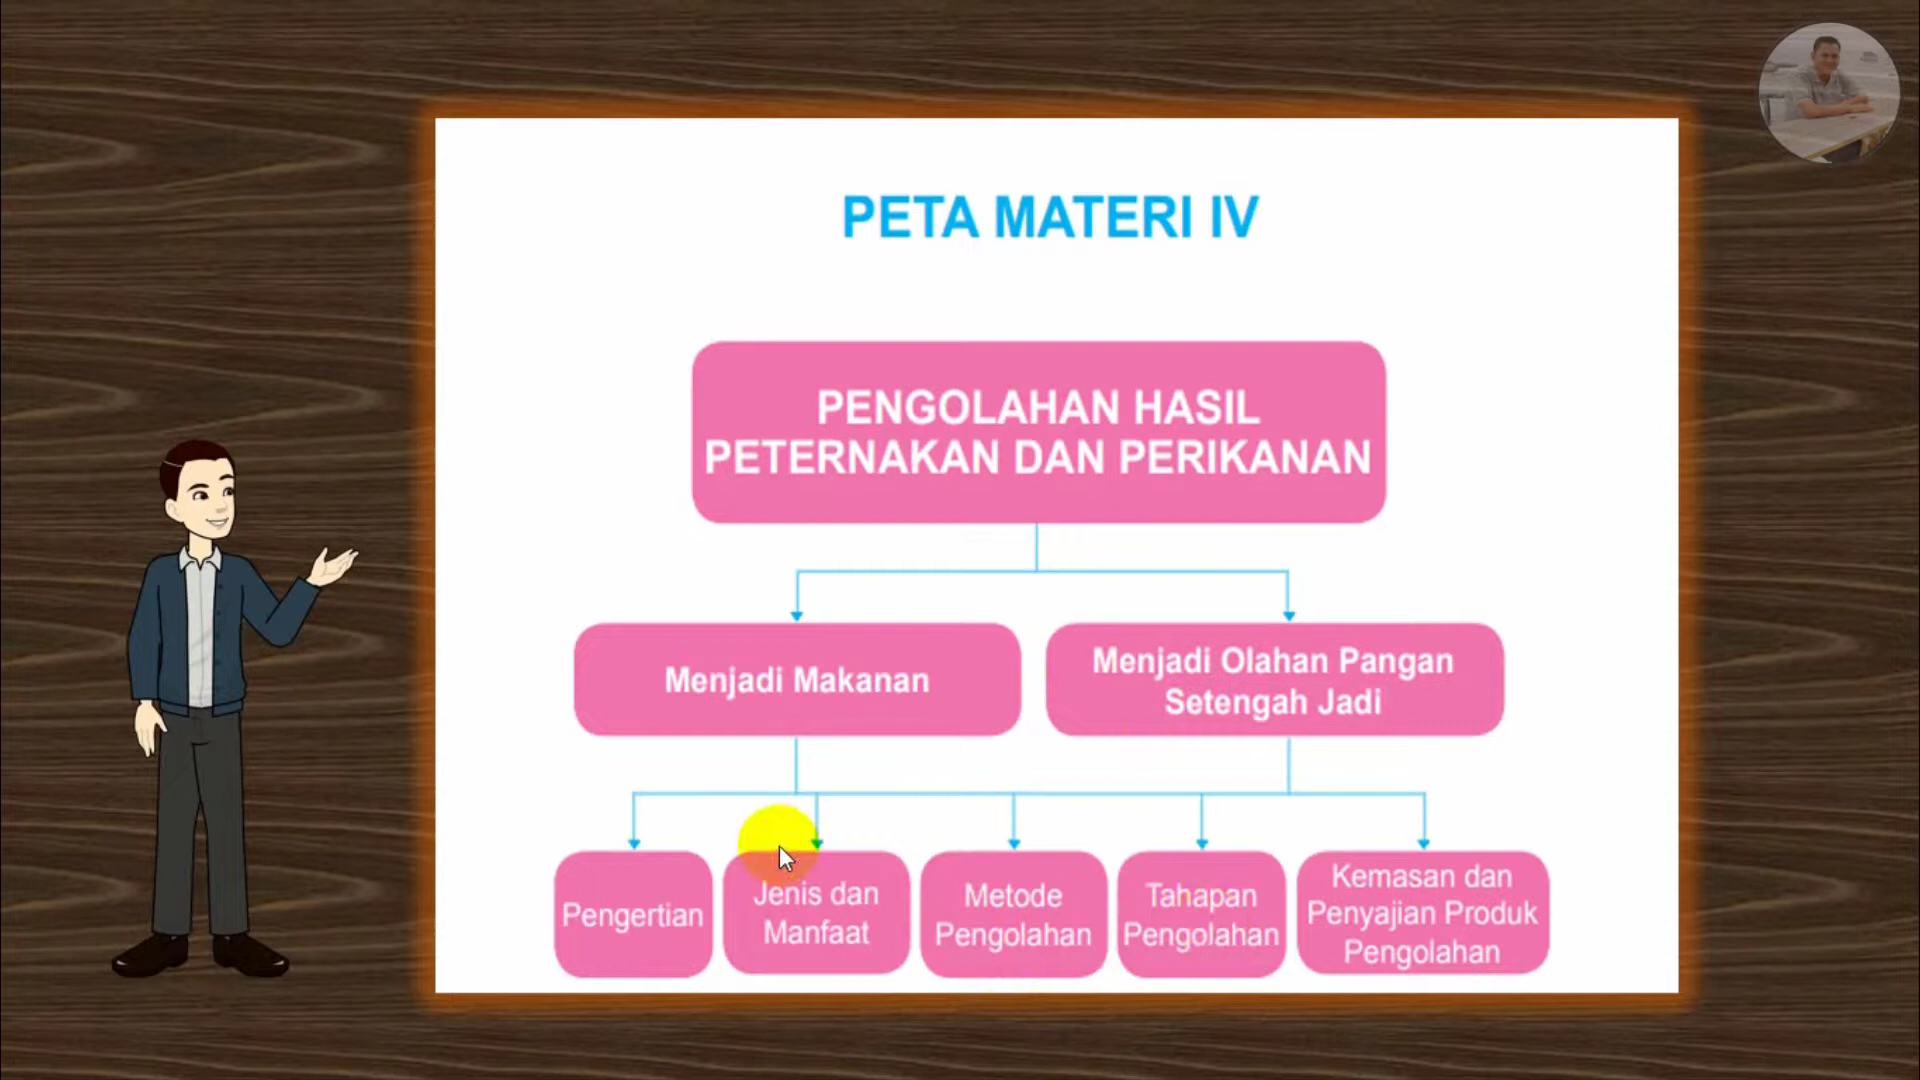 PETA MATERI IV
PENGOLAHAN HASIL
PETERNAKAN DAN PERIKANAN
Menjadi Makanan
Menjadi Olahan Pangan
Setengah Jadi
Pengertian
Jenis dan
Manfaat
Metode
Pengolahan
Tahapan
Pengolahan
Kemasan dan
Penyajian Produk
Pengolahan